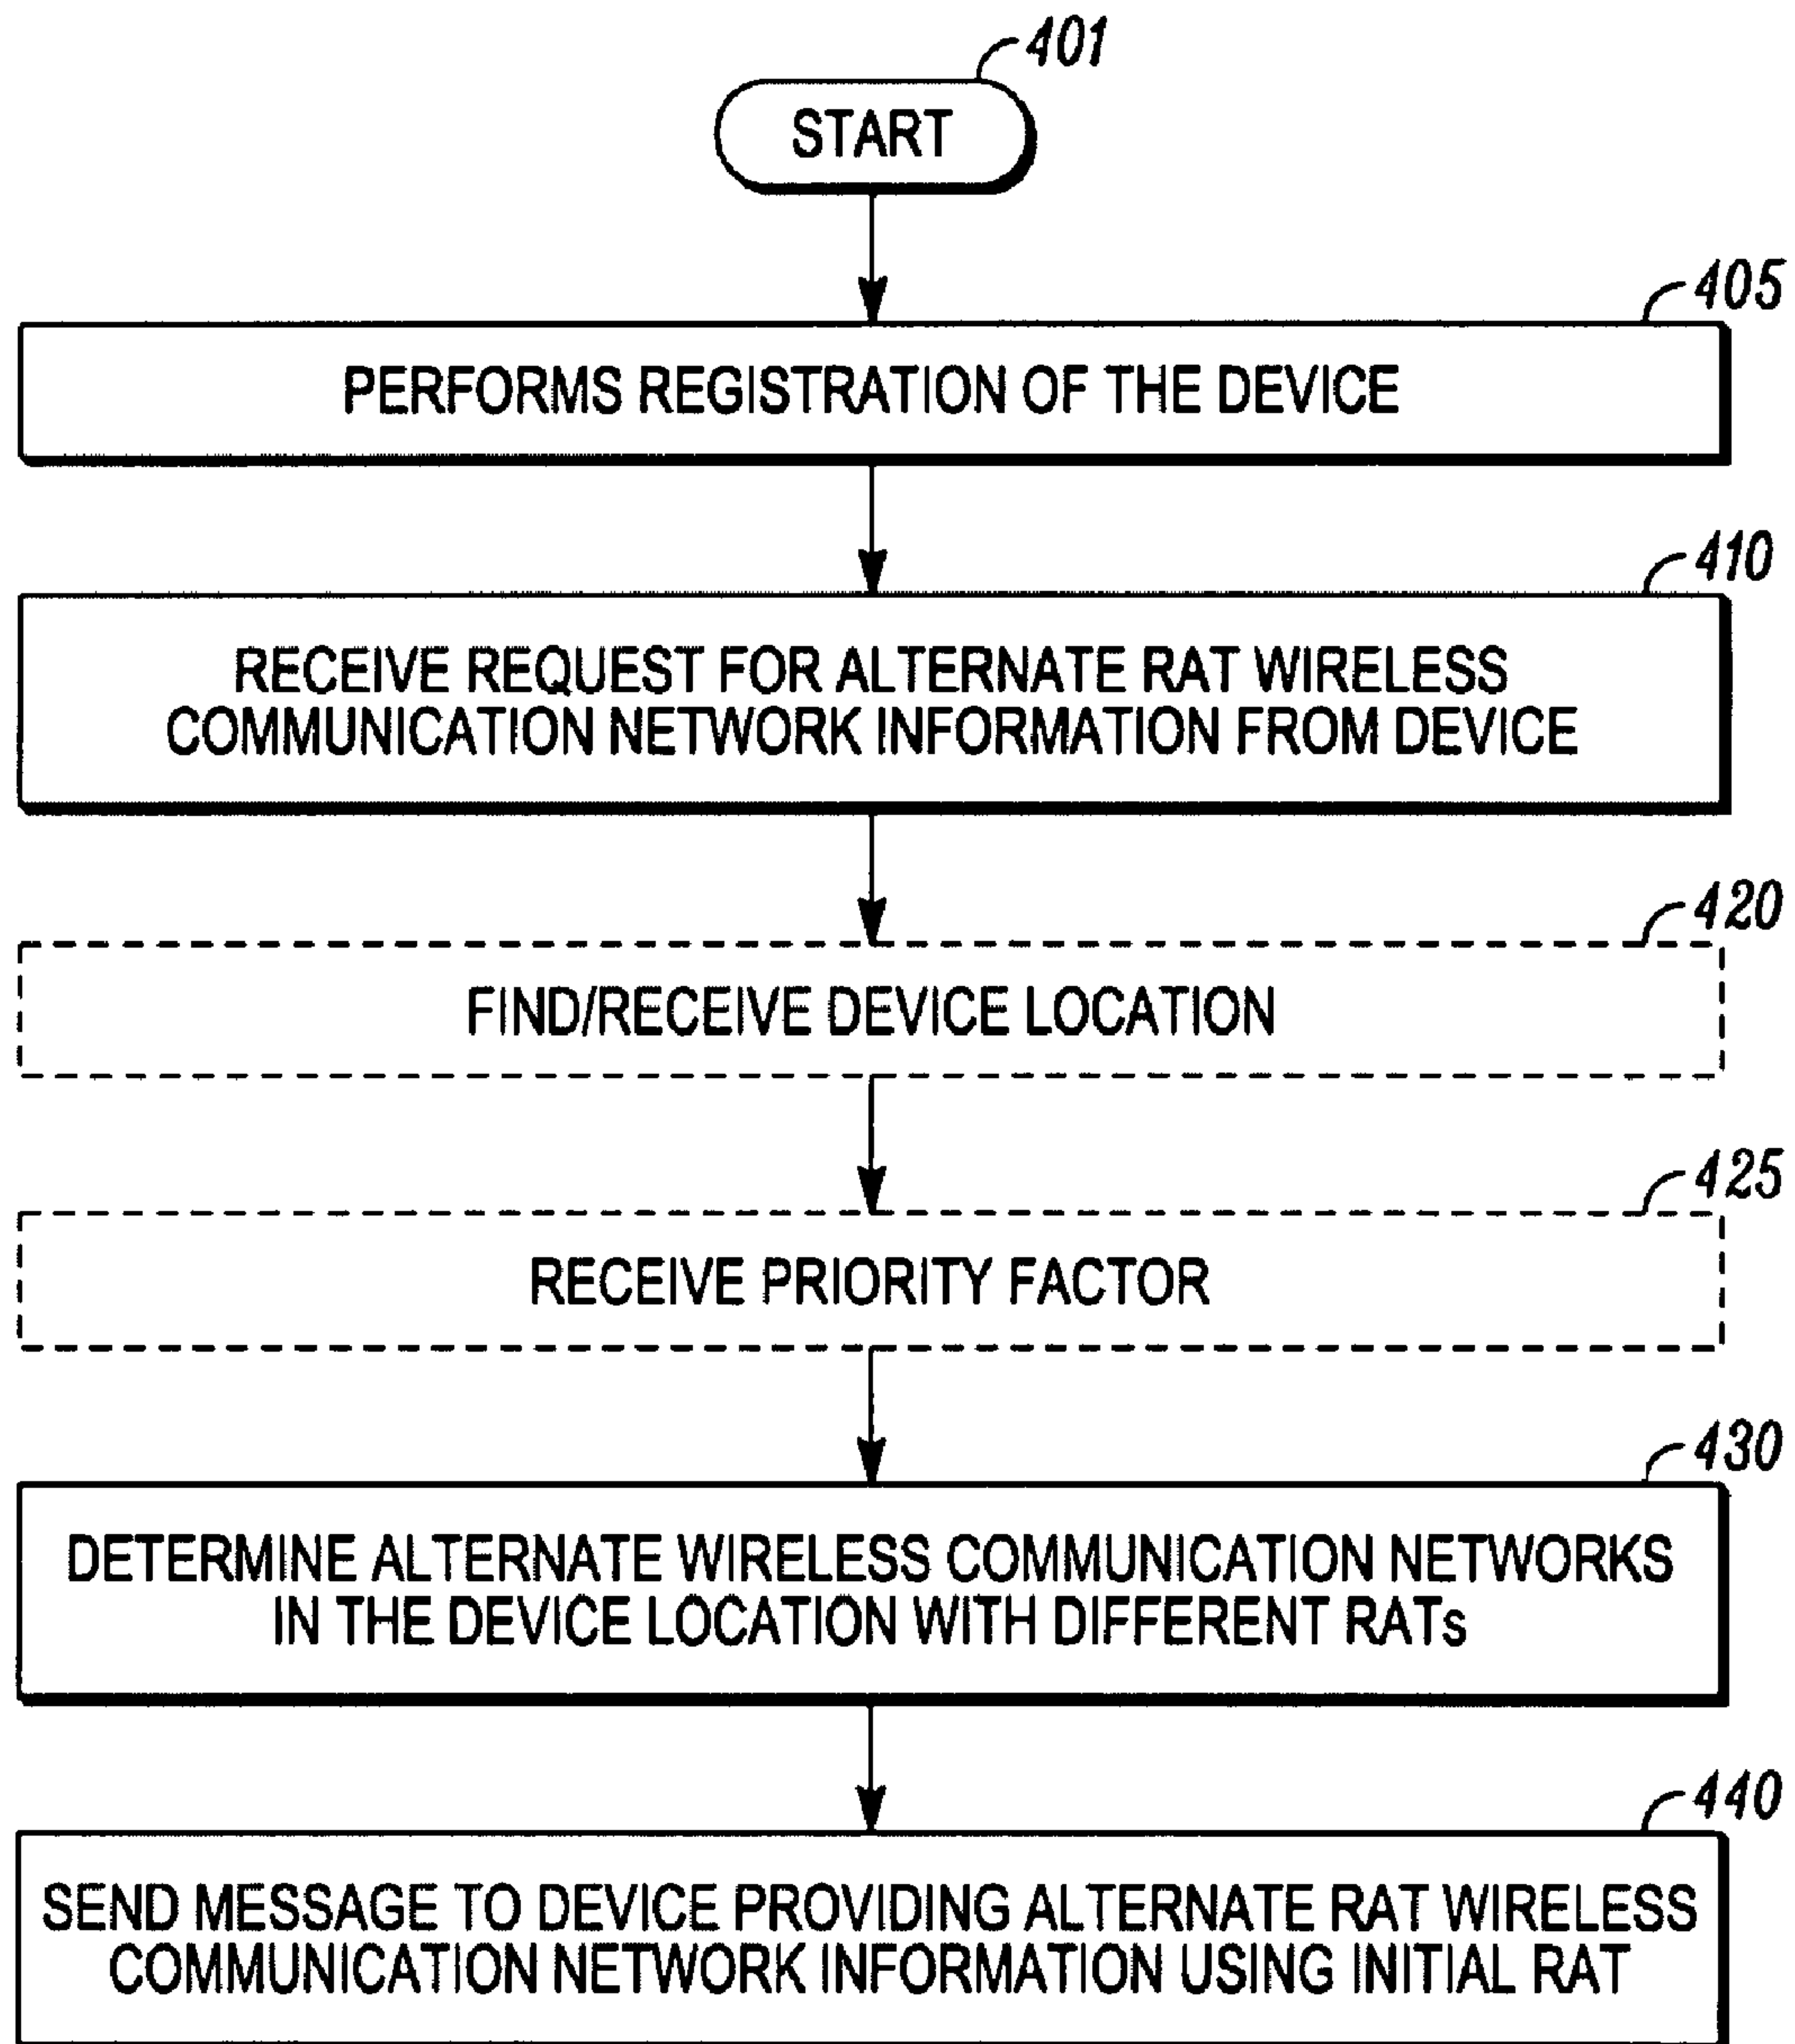 401
START
405
PERFORMS REGISTRATION OF THE DEVICE
410
RECEIVE REQUEST FOR ALTERNATE RAT WIRELESS
COMMUNICATION NETWORK INFORMATION FROM DEVICE
420
FIND/RECEIVE DEVICE LOCATION
425
RECEIVE PRIORITY FACTOR
430
DETERMINE ALTERNATE WIRELESS COMMUNICATION NETWORKS
IN THE DEVICE LOCATION WITH DIFFERENT RATs
440
SEND MESSAGE TO DEVICE PROVIDING ALTERNATE RAT WIRELESS
COMMUNICATION NETWORK INFORMATION USING INITIAL RAT